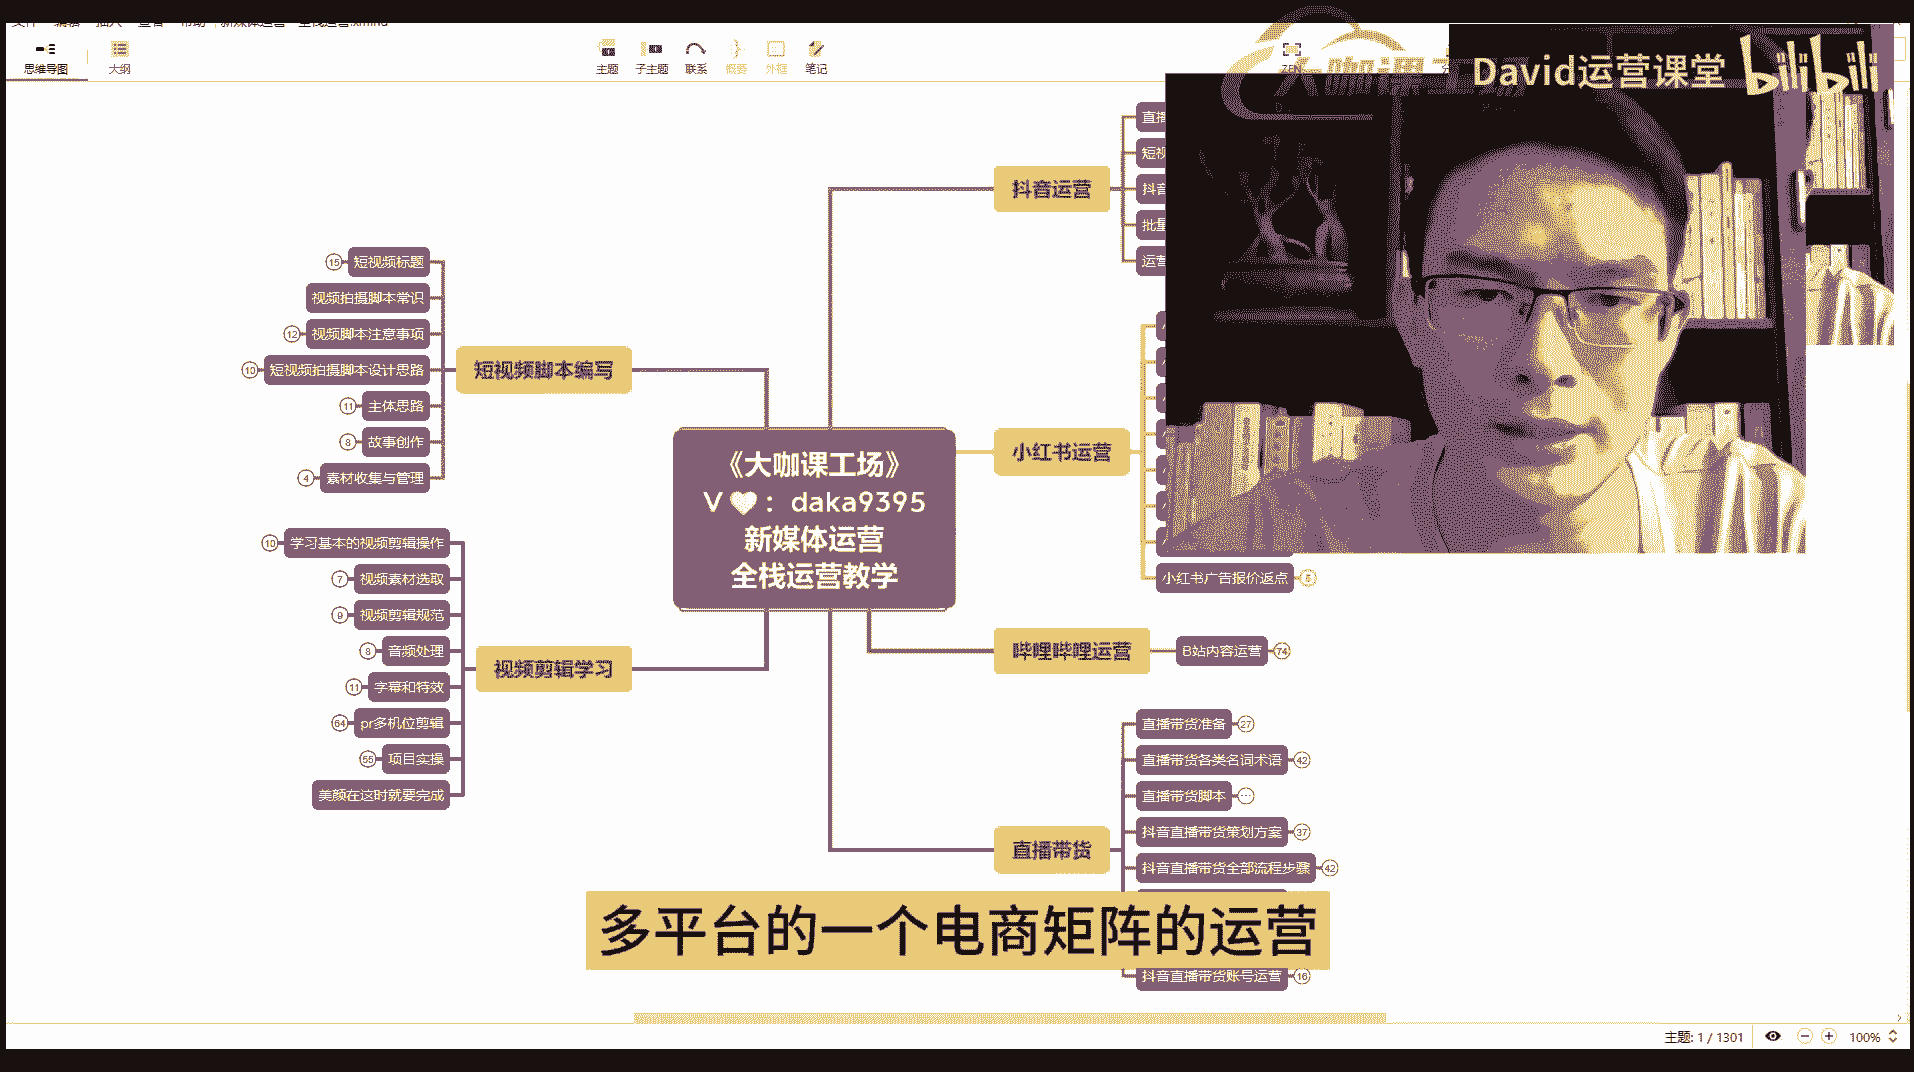 思维导图
大纲
主题
子主题
联系
概要
外框
笔记
ZEN
David运营课堂
bilibili
抖音运营
直播
短视
抖音
批量
运营
短视频标题
15
视频拍摄脚本常识
视频脚本注意事项
12
短视频拍摄脚本设计思路
10
主体思路
11
故事创作
8
素材收集与管理
4
短视频脚本编写
《大咖课工场》
V🤍：daka9395
新媒体运营
全栈运营教学
小红书运营
小红书广告报价返点
6
学习基本的视频剪辑操作
10
视频素材选取
7
视频剪辑规范
9
音频处理
8
字幕和特效
11
pr多机位剪辑
64
项目实操
55
美颜在这时就要完成
视频剪辑学习
哔哩哔哩运营
B站内容运营
74
直播带货
直播带货准备
27
直播带货各类名词术语
42
直播带货脚本
抖音直播带货策划方案
37
抖音直播带货全部流程步骤
42
多平台的一个电商矩阵的运营
抖音直播带货账号运营
16
主题: 1 / 1301
100%